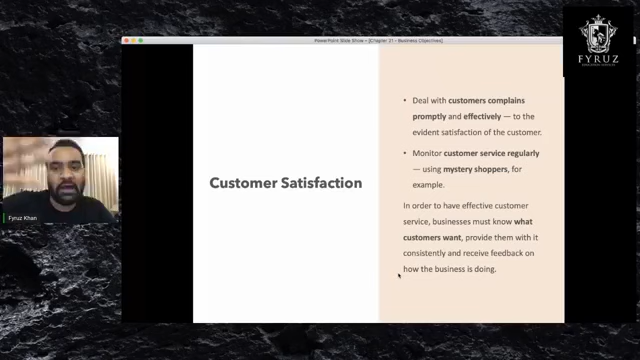 PowerPoint Slide Show - [Chapter 21 - Business Objectives]
FYRUZ
Customer Satisfaction
• Deal with customers complains
promptly and effectively — to the
evident satisfaction of the customer.
• Monitor customer service regularly
— using mystery shoppers, for
example.
In order to have effective customer
service, businesses must know what
customers want, provide them with it
consistently and receive feedback on
how the business is doing.
Fyruz Khan